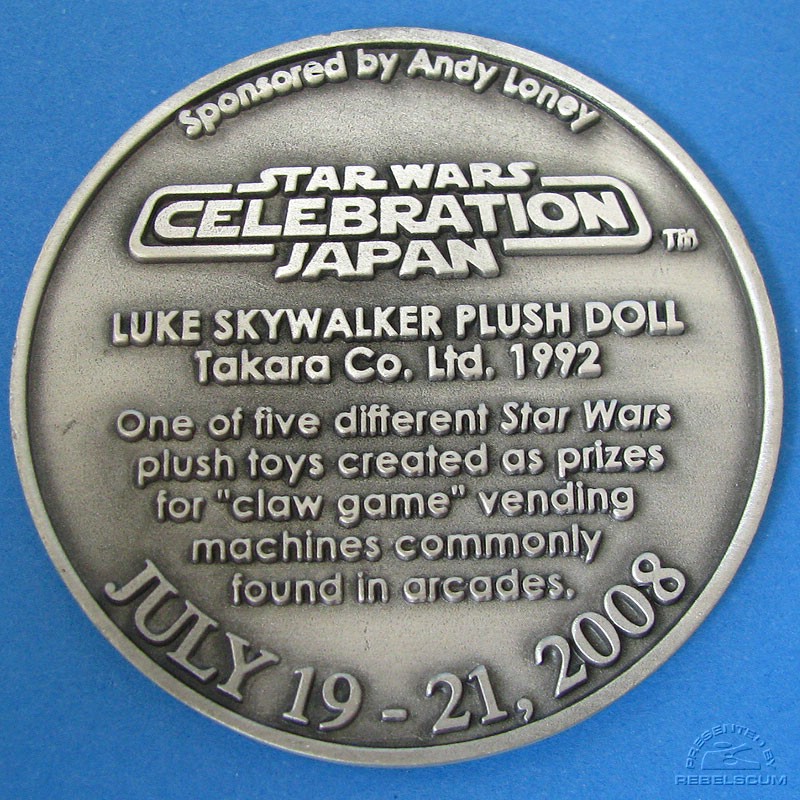 Sponsored by Andy Loney
STAR WARS
CELEBRATION
JAPAN ™
LUKE SKYWALKER PLUSH DOLL
Takara Co. Ltd. 1992
One of five different Star Wars
plush toys created as prizes
for "claw game" vending
machines commonly
found in arcades.
JULY 19 - 21, 2008
PRESENTED BY
REBELSCUM